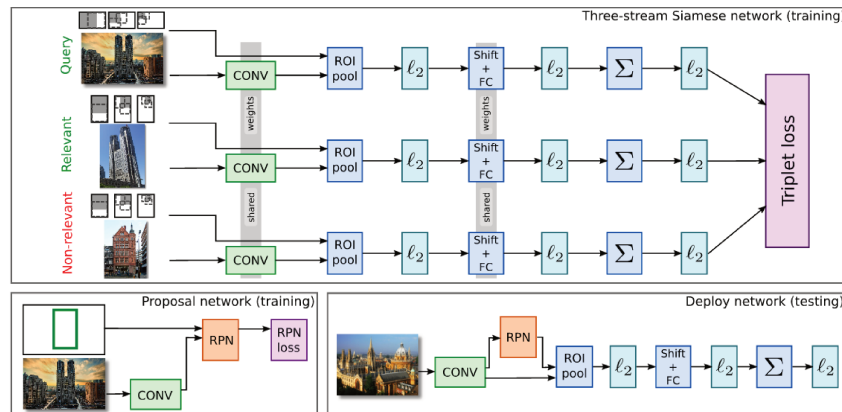 Three-stream Siamese network (training)
Query
CONV
ROI
pool
ℓ2
Shift
+
FC
ℓ2
Σ
ℓ2
weights
weights
Relevant
CONV
ROI
pool
ℓ2
Shift
+
FC
ℓ2
Σ
ℓ2
Triplet loss
shared
shared
Non-relevant
CONV
ROI
pool
ℓ2
Shift
+
FC
ℓ2
Σ
ℓ2
Proposal network (training)
RPN
RPN
loss
CONV
Deploy network (testing)
RPN
CONV
ROI
pool
ℓ2
Shift
+
FC
ℓ2
Σ
ℓ2